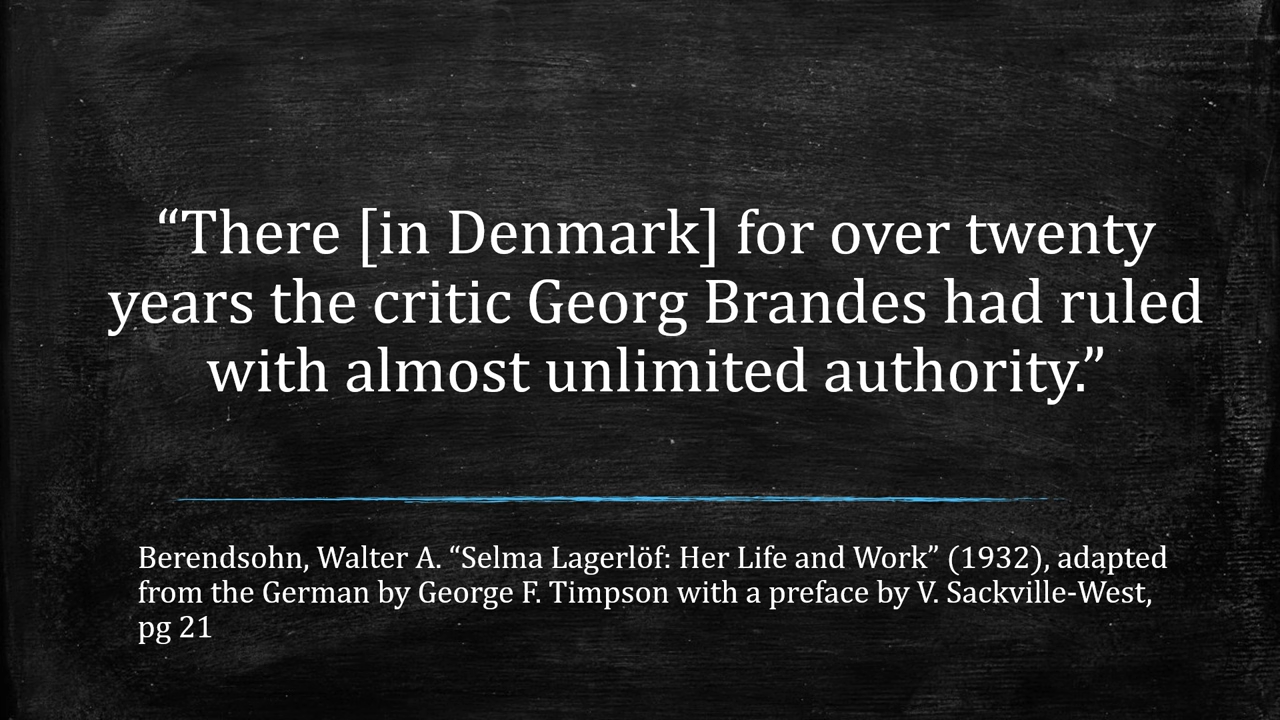 “There [in Denmark] for over twenty
years the critic Georg Brandes had ruled
with almost unlimited authority.”
Berendsohn, Walter A. “Selma Lagerlöf: Her Life and Work” (1932), adapted
from the German by George F. Timpson with a preface by V. Sackville-West,
pg 21